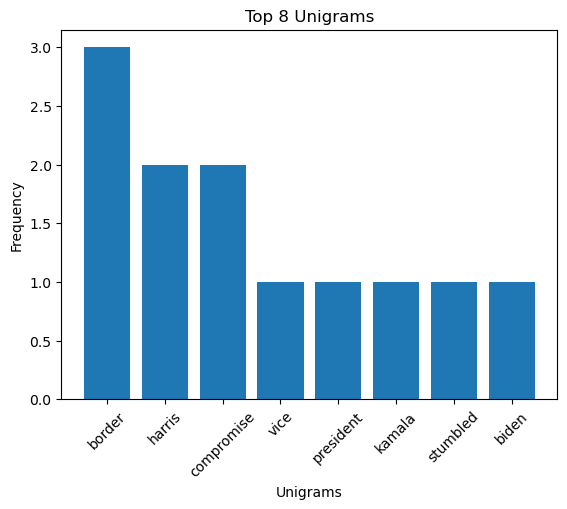 Top 8 Unigrams
3.0
2.5
2.0
1.5
1.0
0.5
0.0
Frequency
border
harris
compromise
vice
president
kamala
stumbled
biden
Unigrams